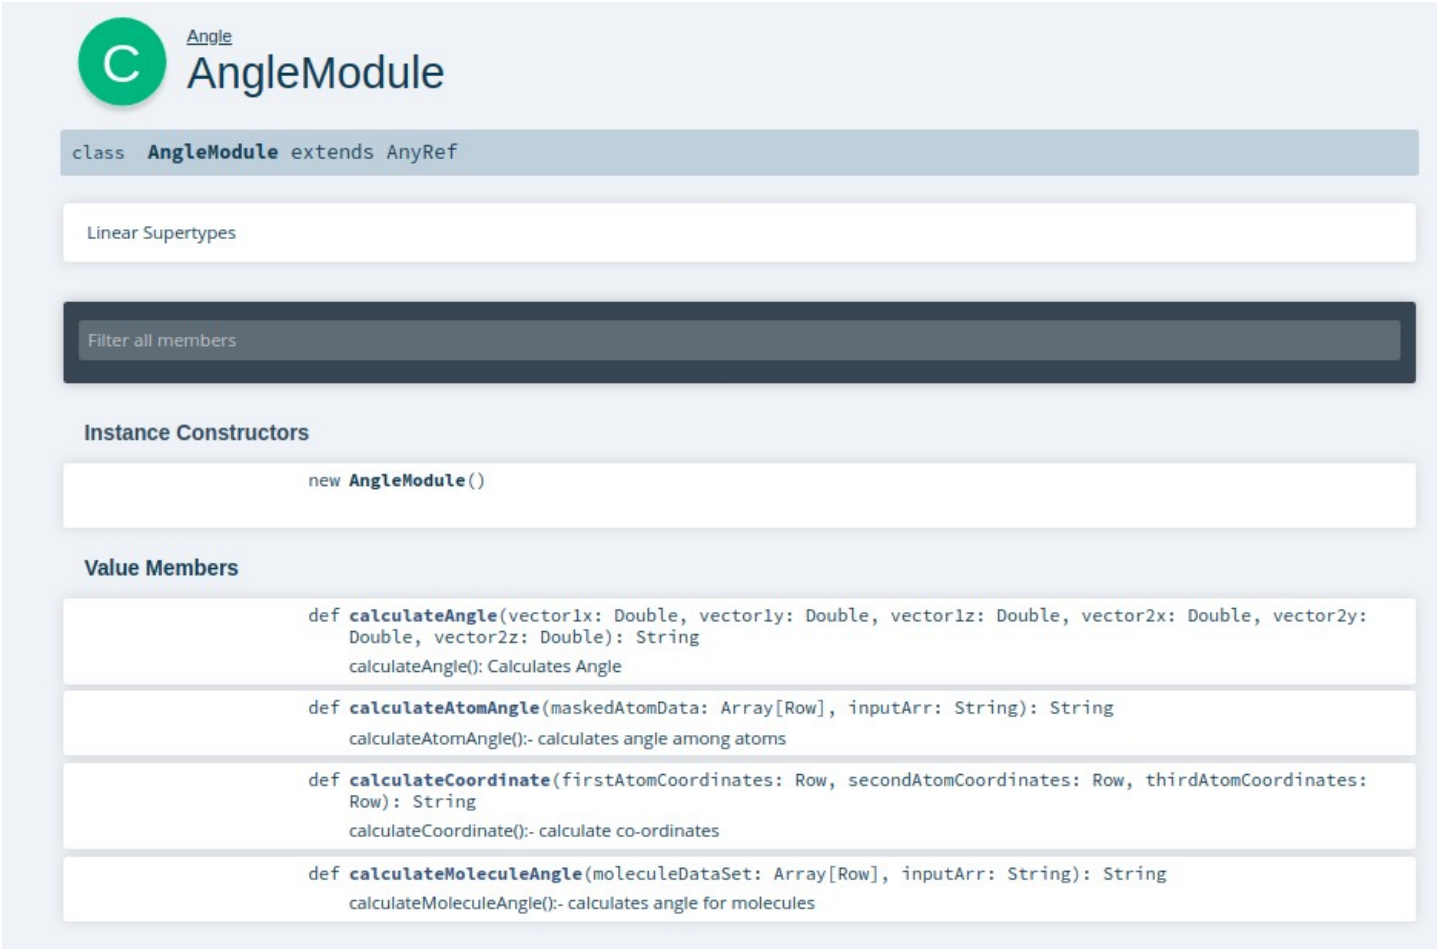 C
Angle
AngleModule
class AngleModule extends AnyRef
Linear Supertypes
Filter all members
Instance Constructors
new AngleModule()
Value Members
def calculateAngle(vector1x: Double, vector1y: Double, vector1z: Double, vector2x: Double, vector2y:
Double, vector2z: Double): String
calculateAngle(): Calculates Angle
def calculateAtomAngle(maskedAtomData: Array[Row], inputArr: String): String
calculateAtomAngle():- calculates angle among atoms
def calculateCoordinate(firstAtomCoordinates: Row, secondAtomCoordinates: Row, thirdAtomCoordinates:
Row): String
calculateCoordinate():- calculate co-ordinates
def calculateMoleculeAngle(moleculeDataSet: Array[Row], inputArr: String): String
calculateMoleculeAngle():- calculates angle for molecules